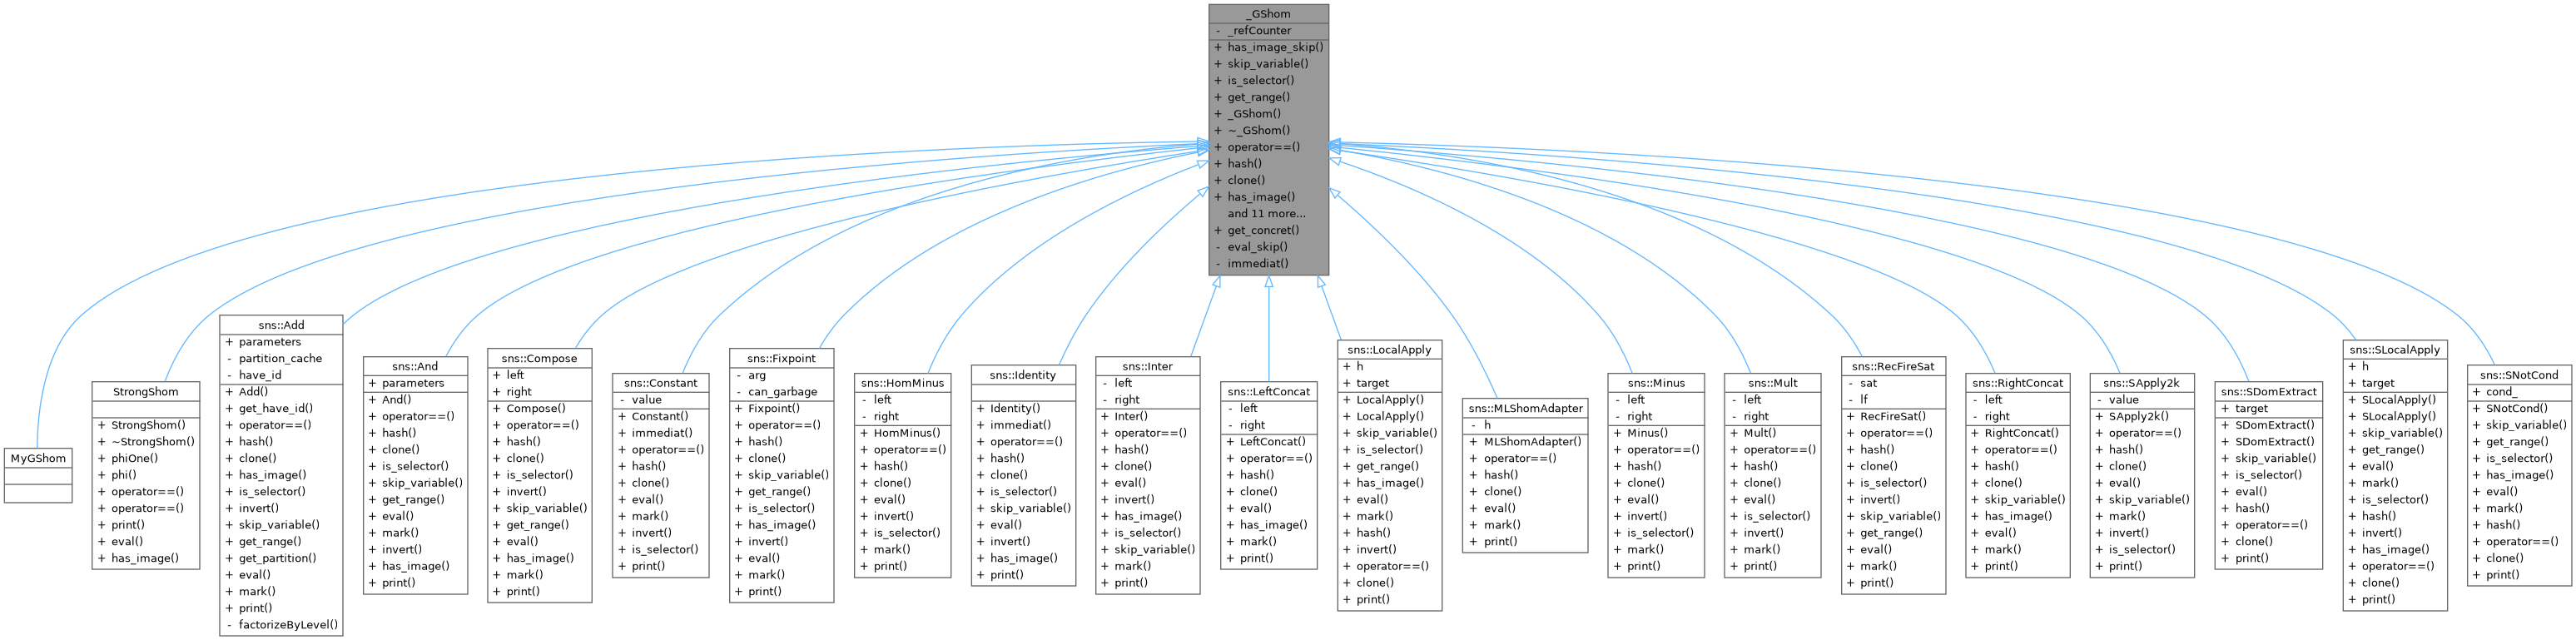 _GShom
- _refCounter
+ has_image_skip()
+ skip_variable()
+ is_selector()
+ get_range()
+ _GShom()
+ ~_GShom()
+ operator==()
+ hash()
+ clone()
+ has_image()
and 11 more...
+ get_concret()
- eval_skip()
- immediat()
MyGShom
StrongShom
+ StrongShom()
+ ~StrongShom()
+ phiOne()
+ phi()
+ operator==()
+ operator==()
+ print()
+ eval()
+ has_image()
sns::Add
+ parameters
- partition_cache
- have_id
+ Add()
+ get_have_id()
+ operator==()
+ hash()
+ clone()
+ has_image()
+ is_selector()
+ invert()
+ skip_variable()
+ get_range()
+ get_partition()
+ eval()
+ mark()
+ print()
- factorizeByLevel()
sns::And
+ parameters
+ And()
+ operator==()
+ hash()
+ clone()
+ is_selector()
+ skip_variable()
+ get_range()
+ eval()
+ mark()
+ invert()
+ has_image()
+ print()
sns::Compose
+ left
+ right
+ Compose()
+ operator==()
+ hash()
+ clone()
+ is_selector()
+ invert()
+ skip_variable()
+ get_range()
+ eval()
+ has_image()
+ mark()
+ print()
sns::Constant
- value
+ Constant()
+ immediat()
+ operator==()
+ hash()
+ clone()
+ eval()
+ mark()
+ invert()
+ is_selector()
+ print()
sns::Fixpoint
- arg
- can_garbage
+ Fixpoint()
+ operator==()
+ hash()
+ clone()
+ skip_variable()
+ get_range()
+ is_selector()
+ has_image()
+ invert()
+ eval()
+ mark()
+ print()
sns::HomMinus
- left
- right
+ HomMinus()
+ operator==()
+ hash()
+ clone()
+ eval()
+ invert()
+ is_selector()
+ mark()
+ print()
sns::Identity
+ Identity()
+ immediat()
+ operator==()
+ hash()
+ clone()
+ is_selector()
+ skip_variable()
+ eval()
+ invert()
+ has_image()
+ print()
sns::Inter
- left
- right
+ Inter()
+ operator==()
+ hash()
+ clone()
+ eval()
+ invert()
+ has_image()
+ is_selector()
+ skip_variable()
+ mark()
+ print()
sns::LeftConcat
- left
- right
+ LeftConcat()
+ operator==()
+ hash()
+ clone()
+ eval()
+ has_image()
+ mark()
+ print()
sns::LocalApply
+ h
+ target
+ LocalApply()
+ LocalApply()
+ skip_variable()
+ is_selector()
+ get_range()
+ has_image()
+ eval()
+ mark()
+ hash()
+ invert()
+ operator==()
+ clone()
+ print()
sns::MLShomAdapter
- h
+ MLShomAdapter()
+ operator==()
+ hash()
+ clone()
+ eval()
+ mark()
+ print()
sns::Minus
- left
- right
+ Minus()
+ operator==()
+ hash()
+ clone()
+ eval()
+ invert()
+ is_selector()
+ mark()
+ print()
sns::Mult
- left
- right
+ Mult()
+ operator==()
+ hash()
+ clone()
+ eval()
+ is_selector()
+ invert()
+ mark()
+ print()
sns::RecFireSat
- sat
- lf
+ RecFireSat()
+ operator==()
+ hash()
+ clone()
+ is_selector()
+ invert()
+ skip_variable()
+ get_range()
+ eval()
+ mark()
+ print()
sns::RightConcat
- left
- right
+ RightConcat()
+ operator==()
+ hash()
+ clone()
+ skip_variable()
+ has_image()
+ eval()
+ mark()
+ print()
sns::SApply2k
- value
+ SApply2k()
+ operator==()
+ hash()
+ clone()
+ eval()
+ skip_variable()
+ mark()
+ invert()
+ is_selector()
+ print()
sns::SDomExtract
+ target
+ SDomExtract()
+ SDomExtract()
+ skip_variable()
+ is_selector()
+ eval()
+ hash()
+ operator==()
+ clone()
+ print()
sns::SLocalApply
+ h
+ target
+ SLocalApply()
+ SLocalApply()
+ skip_variable()
+ get_range()
+ eval()
+ mark()
+ is_selector()
+ hash()
+ invert()
+ has_image()
+ operator==()
+ clone()
+ print()
sns::SNotCond
+ cond_
+ SNotCond()
+ skip_variable()
+ get_range()
+ is_selector()
+ has_image()
+ eval()
+ mark()
+ hash()
+ operator==()
+ clone()
+ print()